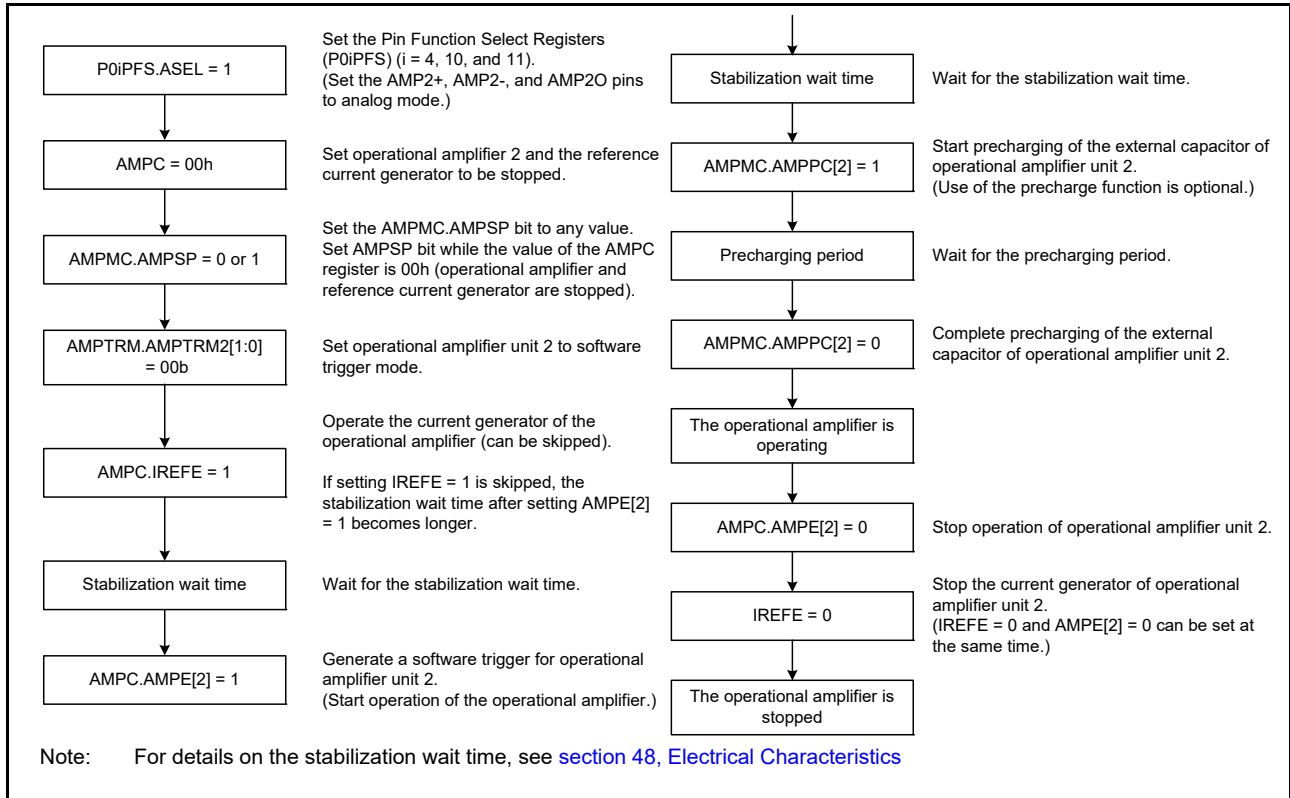 P0iPFS.ASEL = 1
Set the Pin Function Select Registers
(P0iPFS) (i = 4, 10, and 11).
(Set the AMP2+, AMP2-, and AMP2O pins
to analog mode.)
AMPC = 00h
Set operational amplifier 2 and the reference
current generator to be stopped.
AMPMC.AMPSP = 0 or 1
Set the AMPMC.AMPSP bit to any value.
Set AMPSP bit while the value of the AMPC
register is 00h (operational amplifier and
reference current generator are stopped).
AMPTRM.AMPTRM2[1:0]
= 00b
Set operational amplifier unit 2 to software
trigger mode.
AMPC.IREFE = 1
Operate the current generator of the
operational amplifier (can be skipped).
If setting IREFE = 1 is skipped, the
stabilization wait time after setting AMPE[2]
= 1 becomes longer.
Stabilization wait time
Wait for the stabilization wait time.
AMPC.AMPE[2] = 1
Generate a software trigger for operational
amplifier unit 2.
(Start operation of the operational amplifier.)
Stabilization wait time
Wait for the stabilization wait time.
AMPMC.AMPPC[2] = 1
Start precharging of the external capacitor of
operational amplifier unit 2.
(Use of the precharge function is optional.)
Precharging period
Wait for the precharging period.
AMPMC.AMPPC[2] = 0
Complete precharging of the external
capacitor of operational amplifier unit 2.
The operational amplifier is
operating
AMPC.AMPE[2] = 0
Stop operation of operational amplifier unit 2.
IREFE = 0
Stop the current generator of operational
amplifier unit 2.
(IREFE = 0 and AMPE[2] = 0 can be set at
the same time.)
The operational amplifier is
stopped
Note: For details on the stabilization wait time, see section 48, Electrical Characteristics